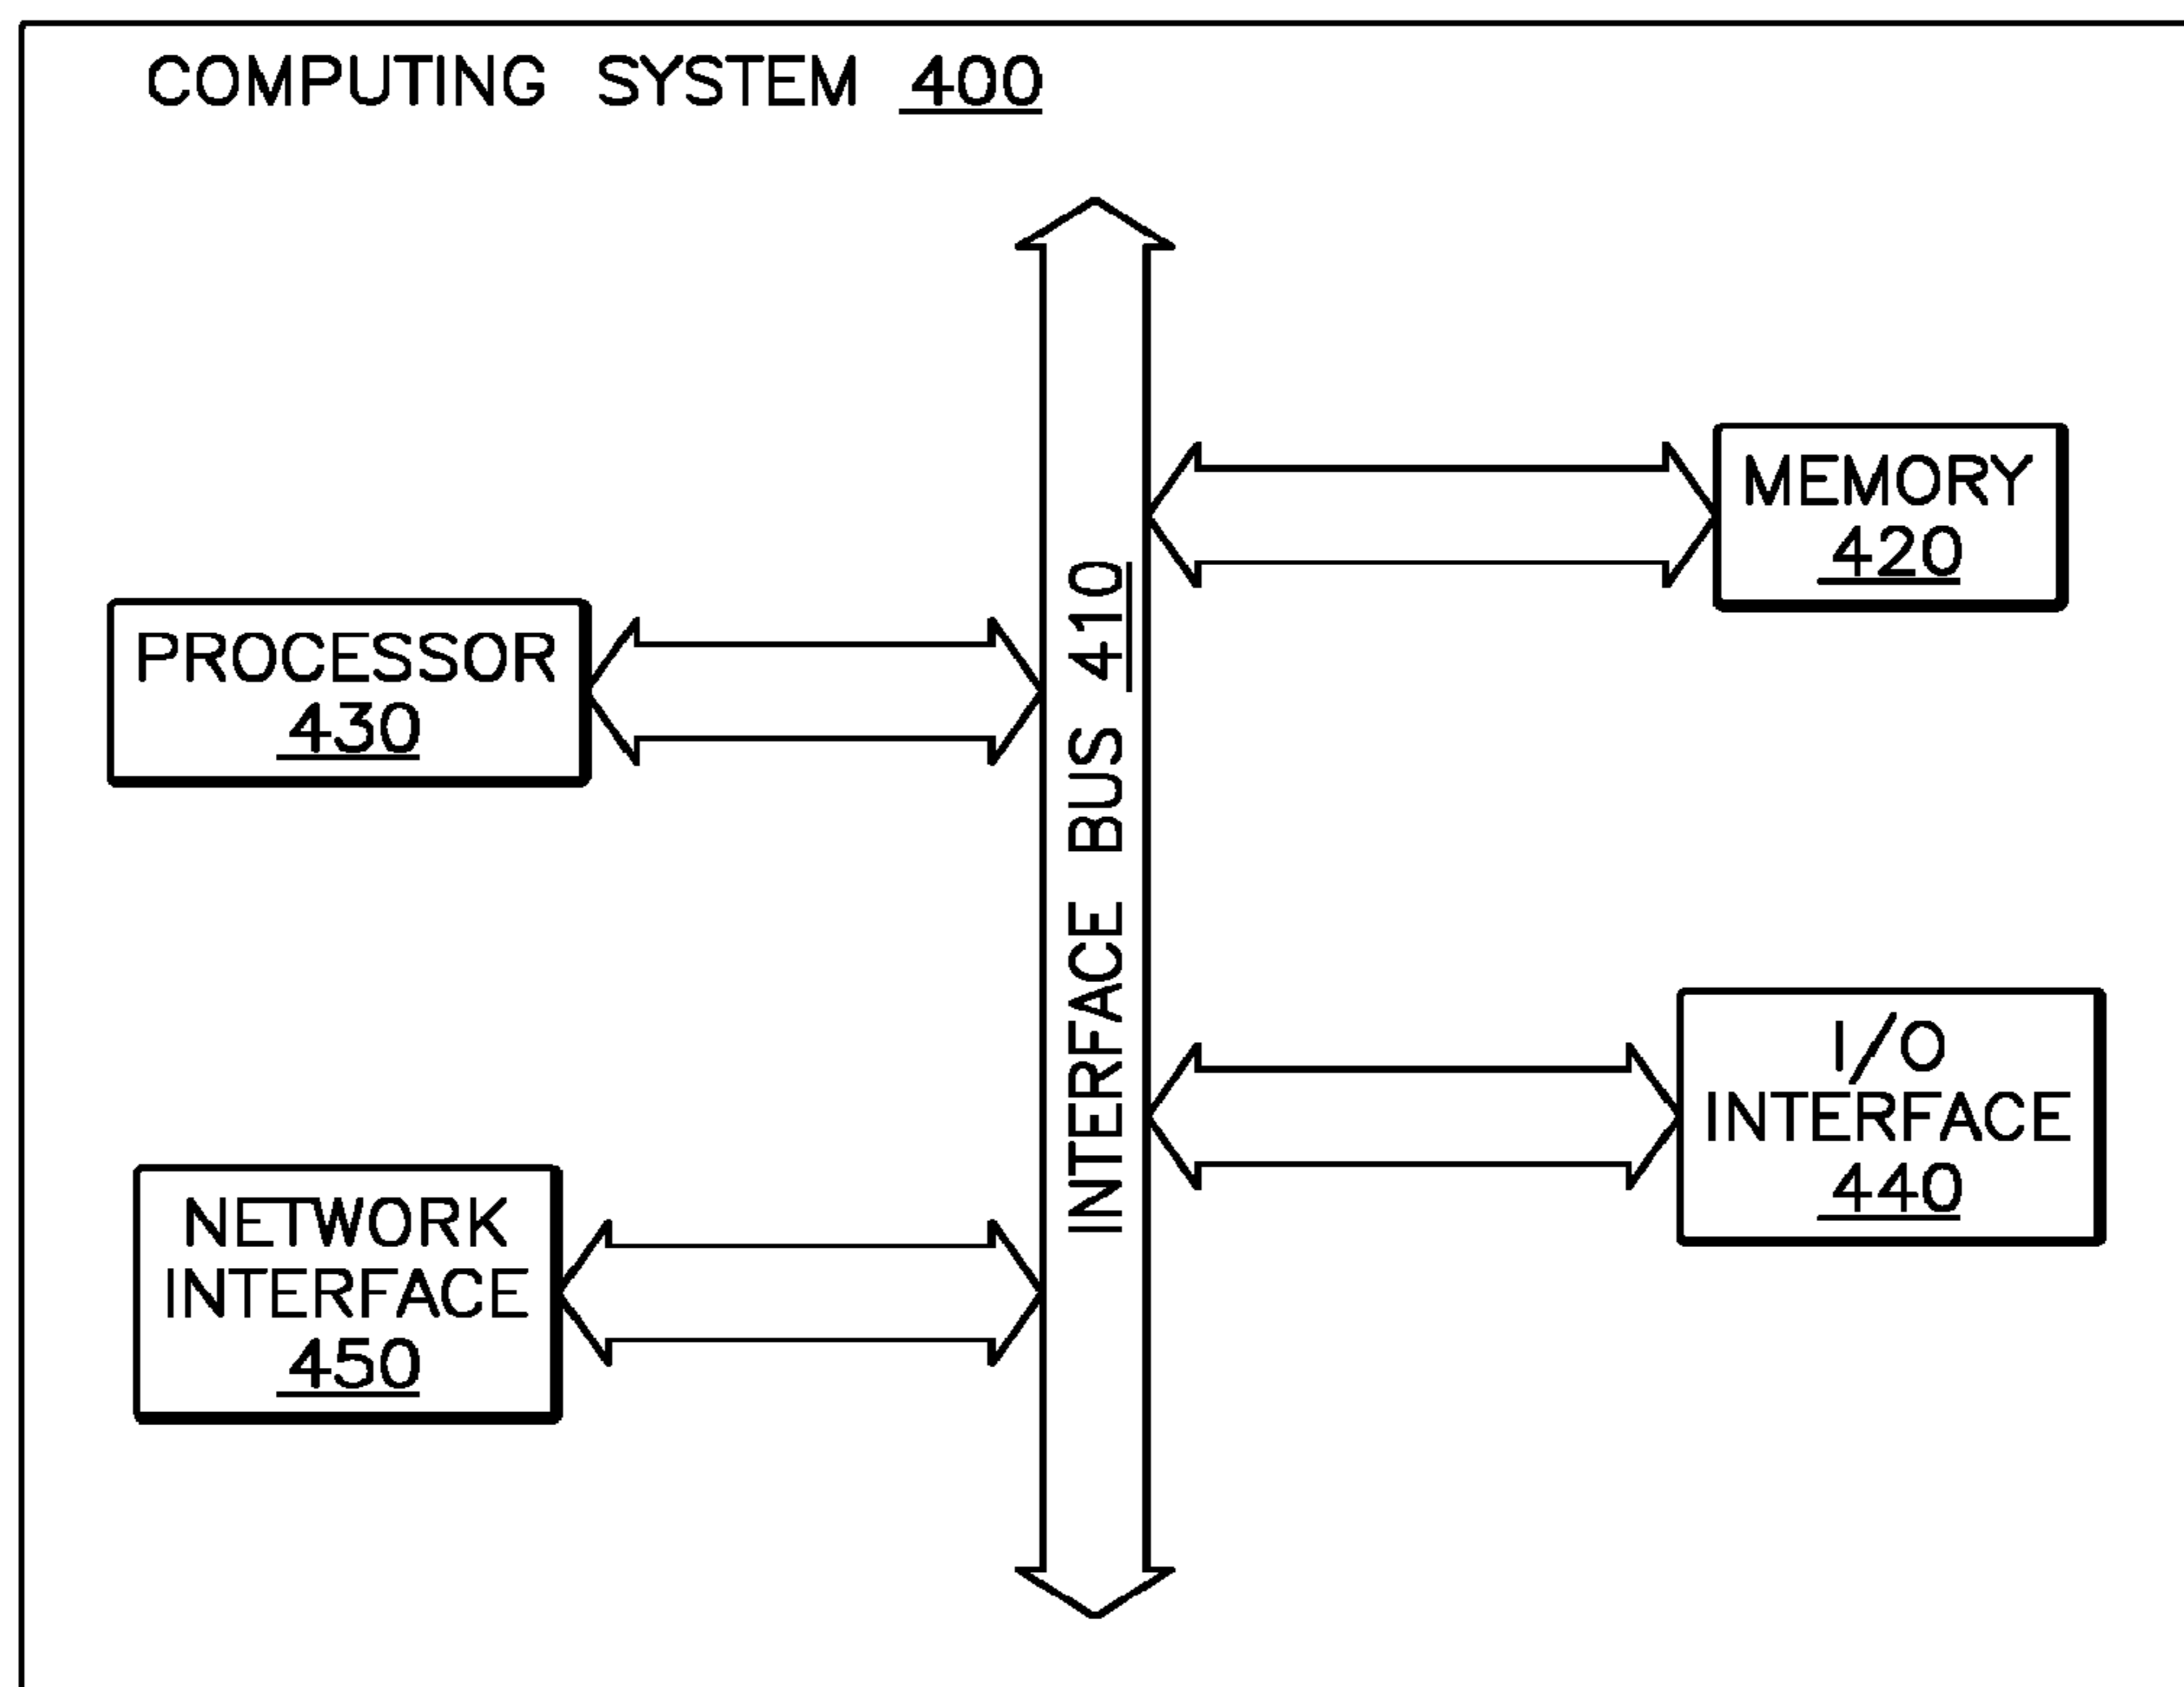 COMPUTING SYSTEM 400
MEMORY
420
PROCESSOR
430
INTERFACE BUS 410
I/O
INTERFACE
440
NETWORK
INTERFACE
450